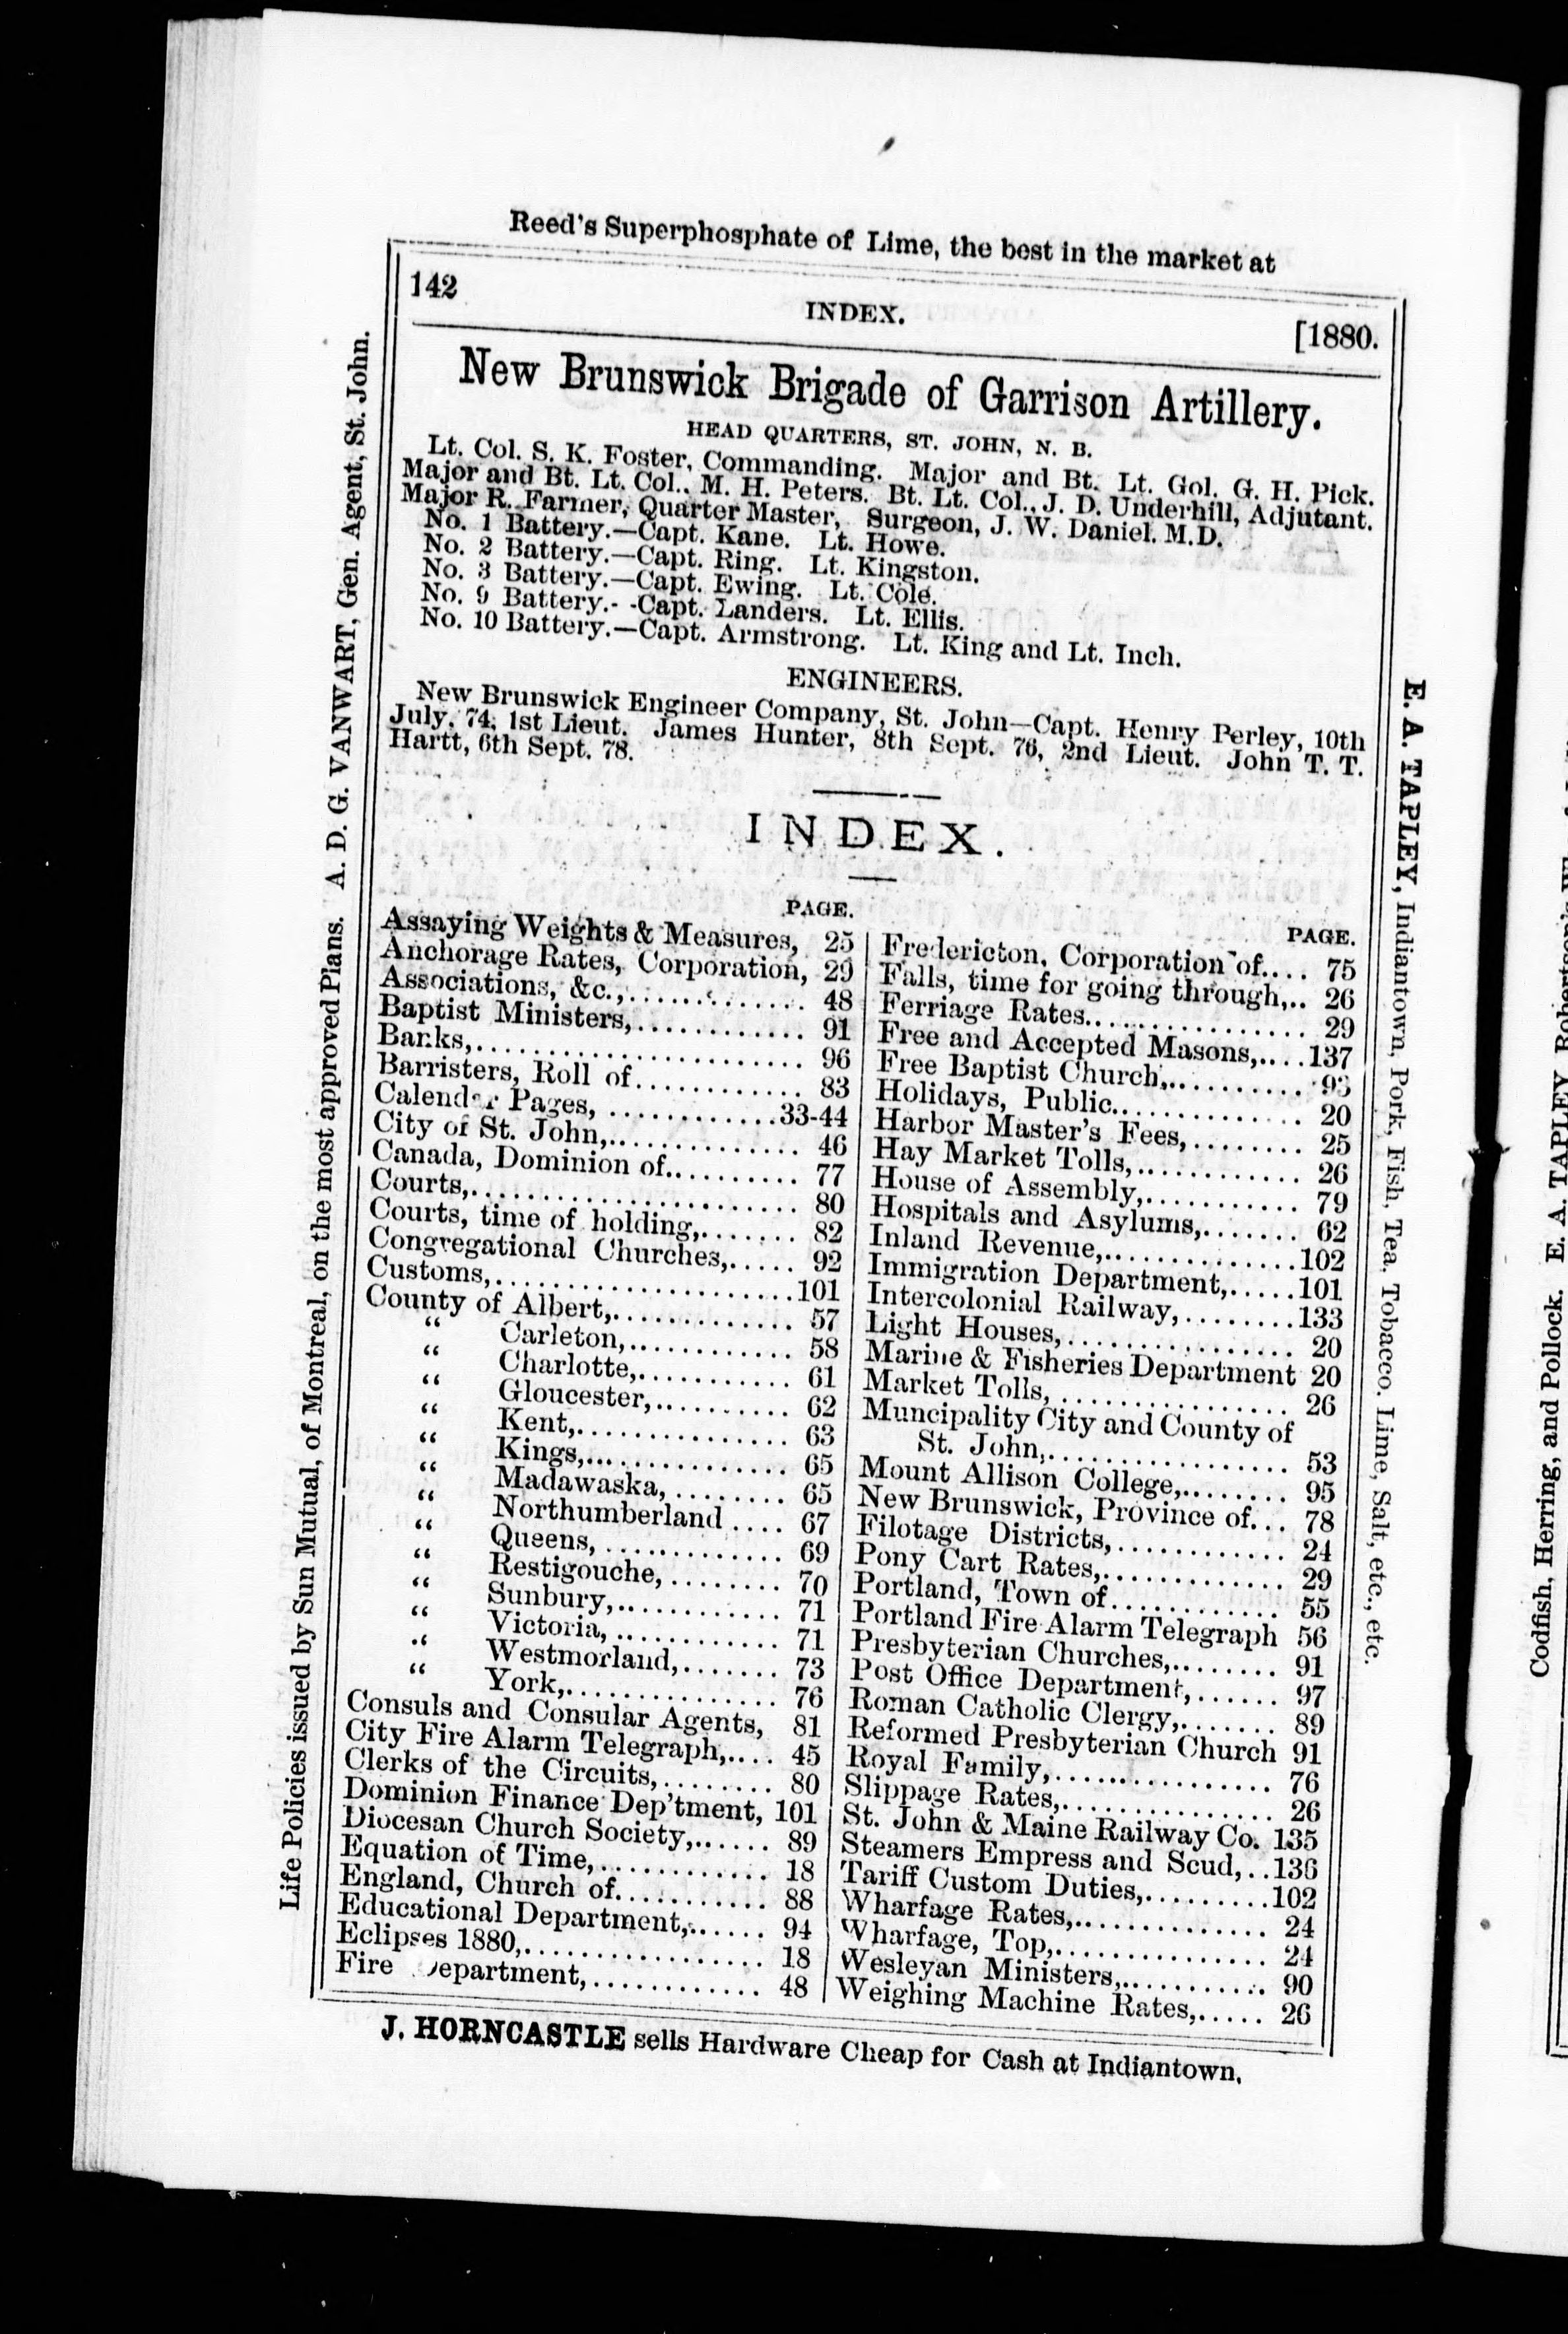 Reed's Superphosphate of Lime, the best in the market at
142
INDEX.
[1880.
New Brunswick Brigade of Garrison Artillery.
HEAD QUARTERS, ST. JOHN, N. B.
Lt. Col. S. K. Foster, Commanding. Major and Bt. Lt. Col. G. H. Pick.
Major and Bt. Lt. Col., M. H. Peters. Bt. Lt. Col., J. D. Underhill, Adjutant.
Major R. Farmer, Quarter Master, Surgeon, J. W. Daniel. M.D.
No. 1 Battery.—Capt. Kane. Lt. Howe.
No. 2 Battery.—Capt. Ring. Lt. Kingston.
No. 3 Battery.—Capt. Ewing. Lt. Cole.
No. 9 Battery.--Capt. Landers. Lt. Ellis.
No. 10 Battery.—Capt. Armstrong. Lt. King and Lt. Inch.
ENGINEERS.
New Brunswick Engineer Company, St. John—Capt. Henry Perley, 10th
July, 74; 1st Lieut. James Hunter, 8th Sept. 76, 2nd Lieut. John T. T.
Hartt, 6th Sept. 78.
INDEX.
PAGE.
Assaying Weights & Measures, 25
Anchorage Rates, Corporation, 29
Associations, &c.,............. 48
Baptist Ministers,............. 91
Banks,......................... 96
Barristers, Roll of............ 83
Calendar Pages, ............33-44
City of St. John,.............. 46
Canada, Dominion of........... 77
Courts,........................ 80
Courts, time of holding,....... 82
Congregational Churches,..... 92
Customs,......................101
County of Albert,.............. 57
“ Carleton,............ 58
“ Charlotte,........... 61
“ Gloucester,.......... 62
“ Kent,................ 63
“ Kings,............... 65
“ Madawaska, ......... 65
“ Northumberland .... 67
“ Queens, ............. 69
“ Restigouche, ........ 70
“ Sunbury,............. 71
“ Victoria, ............ 71
“ Westmorland,....... 73
“ York,................ 76
Consuls and Consular Agents, 81
City Fire Alarm Telegraph,.... 45
Clerks of the Circuits,......... 80
Dominion Finance Dep'tment, 101
Diocesan Church Society,...... 89
Equation of Time,............. 18
England, Church of........... 88
Educational Department,...... 94
Eclipses 1880,................. 18
Fire Department,............ 48
PAGE.
Fredericton, Corporation of.... 75
Falls, time for going through,.. 26
Ferriage Rates................. 29
Free and Accepted Masons,....137
Free Baptist Church,.......... 93
Holidays, Public............... 20
Harbor Master's Fees,......... 25
Hay Market Tolls,............. 26
House of Assembly,............ 79
Hospitals and Asylums,....... 62
Inland Revenue,..............102
Immigration Department,.....101
Intercolonial Railway,........133
Light Houses,.................. 20
Marine & Fisheries Department 20
Market Tolls, ................. 26
Muncipality City and County of
St. John,................... 53
Mount Allison College,........ 95
New Brunswick, Province of... 78
Filotage Districts,............. 24
Pony Cart Rates,.............. 29
Portland, Town of............. 55
Portland Fire Alarm Telegraph 56
Presbyterian Churches,........ 91
Post Office Department,...... 97
Roman Catholic Clergy,....... 89
Reformed Presbyterian Church 91
Royal Family,................. 76
Slippage Rates,................ 26
St. John & Maine Railway Co. 135
Steamers Empress and Scud,..136
Tariff Custom Duties,.........102
Wharfage Rates,............... 24
Wharfage, Top,................ 24
Wesleyan Ministers,........... 90
Weighing Machine Rates,..... 26
J. HORNCASTLE sells Hardware Cheap for Cash at Indiantown.
Life Policies issued by Sun Mutual, of Montreal, on the most approved Plans. A. D. G. VANWART, Gen. Agent, St. John.
E. A. TAPLEY, Indiantown, Pork, Fish, Tea, Tobacco. Lime, Salt, etc., etc.
Codfish, Herring, and Pollock. E. A. TAPLEY